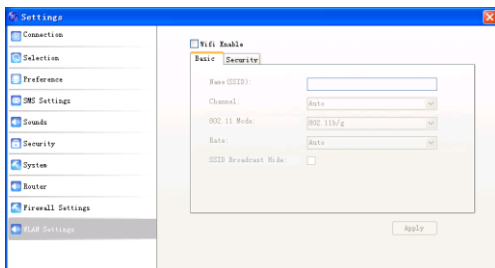 Settings
Connection
Selection
Preference
SMS Settings
Sounds
Security
System
Router
Firewall Settings
WLAN Settings
Wifi Enable
Basic Security
Name(SSID):
Channel: Auto
802.11 Mode: 802.11b/g
Rate: Auto
SSID Broadcast Hide:
Apply